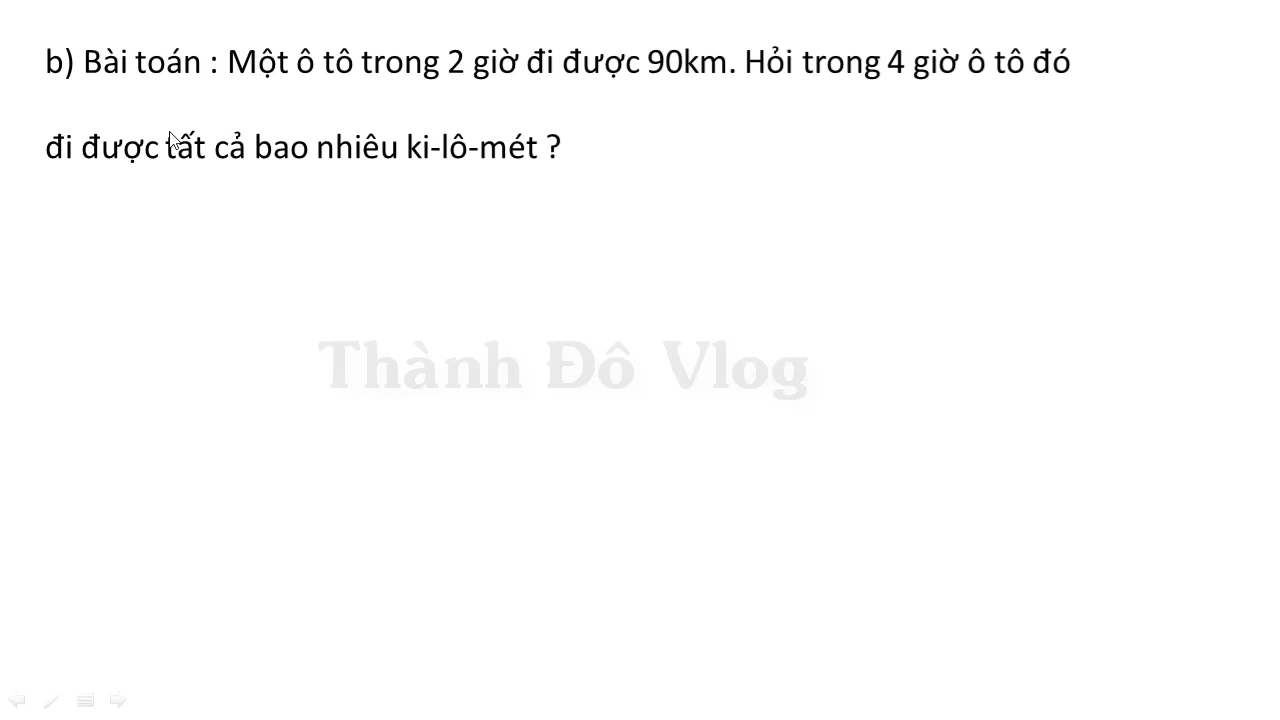 b) Bài toán : Một ô tô trong 2 giờ đi được 90km. Hỏi trong 4 giờ ô tô đó
đi được tất cả bao nhiêu ki-lô-mét ?
Thành Đô Vlog